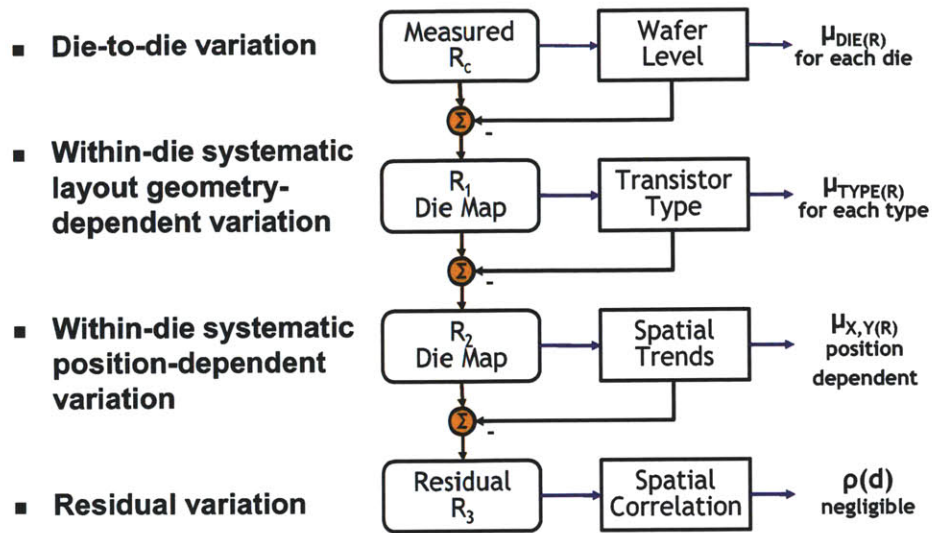 ▪ Die-to-die variation
Measured
R_c
Wafer
Level
μ_DIE(R)
for each die
Σ
-
▪ Within-die systematic
layout geometry-
dependent variation
R_1
Die Map
Transistor
Type
μ_TYPE(R)
for each type
Σ
-
▪ Within-die systematic
position-dependent
variation
R_2
Die Map
Spatial
Trends
μ_X,Y(R)
position
dependent
Σ
-
▪ Residual variation
Residual
R_3
Spatial
Correlation
ρ(d)
negligible